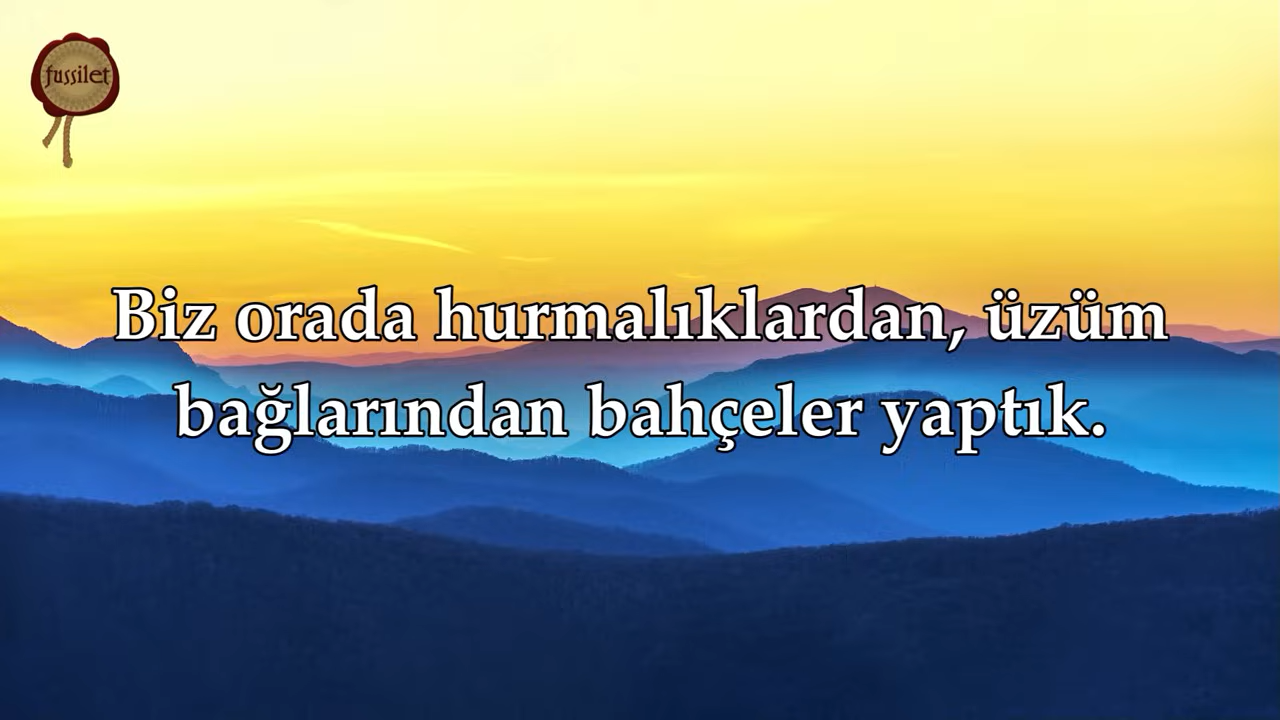 fussilet
Biz orada hurmalıklardan, üzüm
bağlarından bahçeler yaptık.